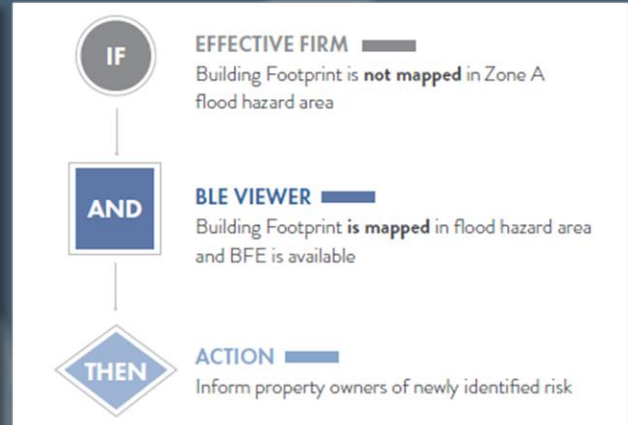 IF
EFFECTIVE FIRM
Building Footprint is not mapped in Zone A
flood hazard area
AND
BLE VIEWER
Building Footprint is mapped in flood hazard area
and BFE is available
THEN
ACTION
Inform property owners of newly identified risk